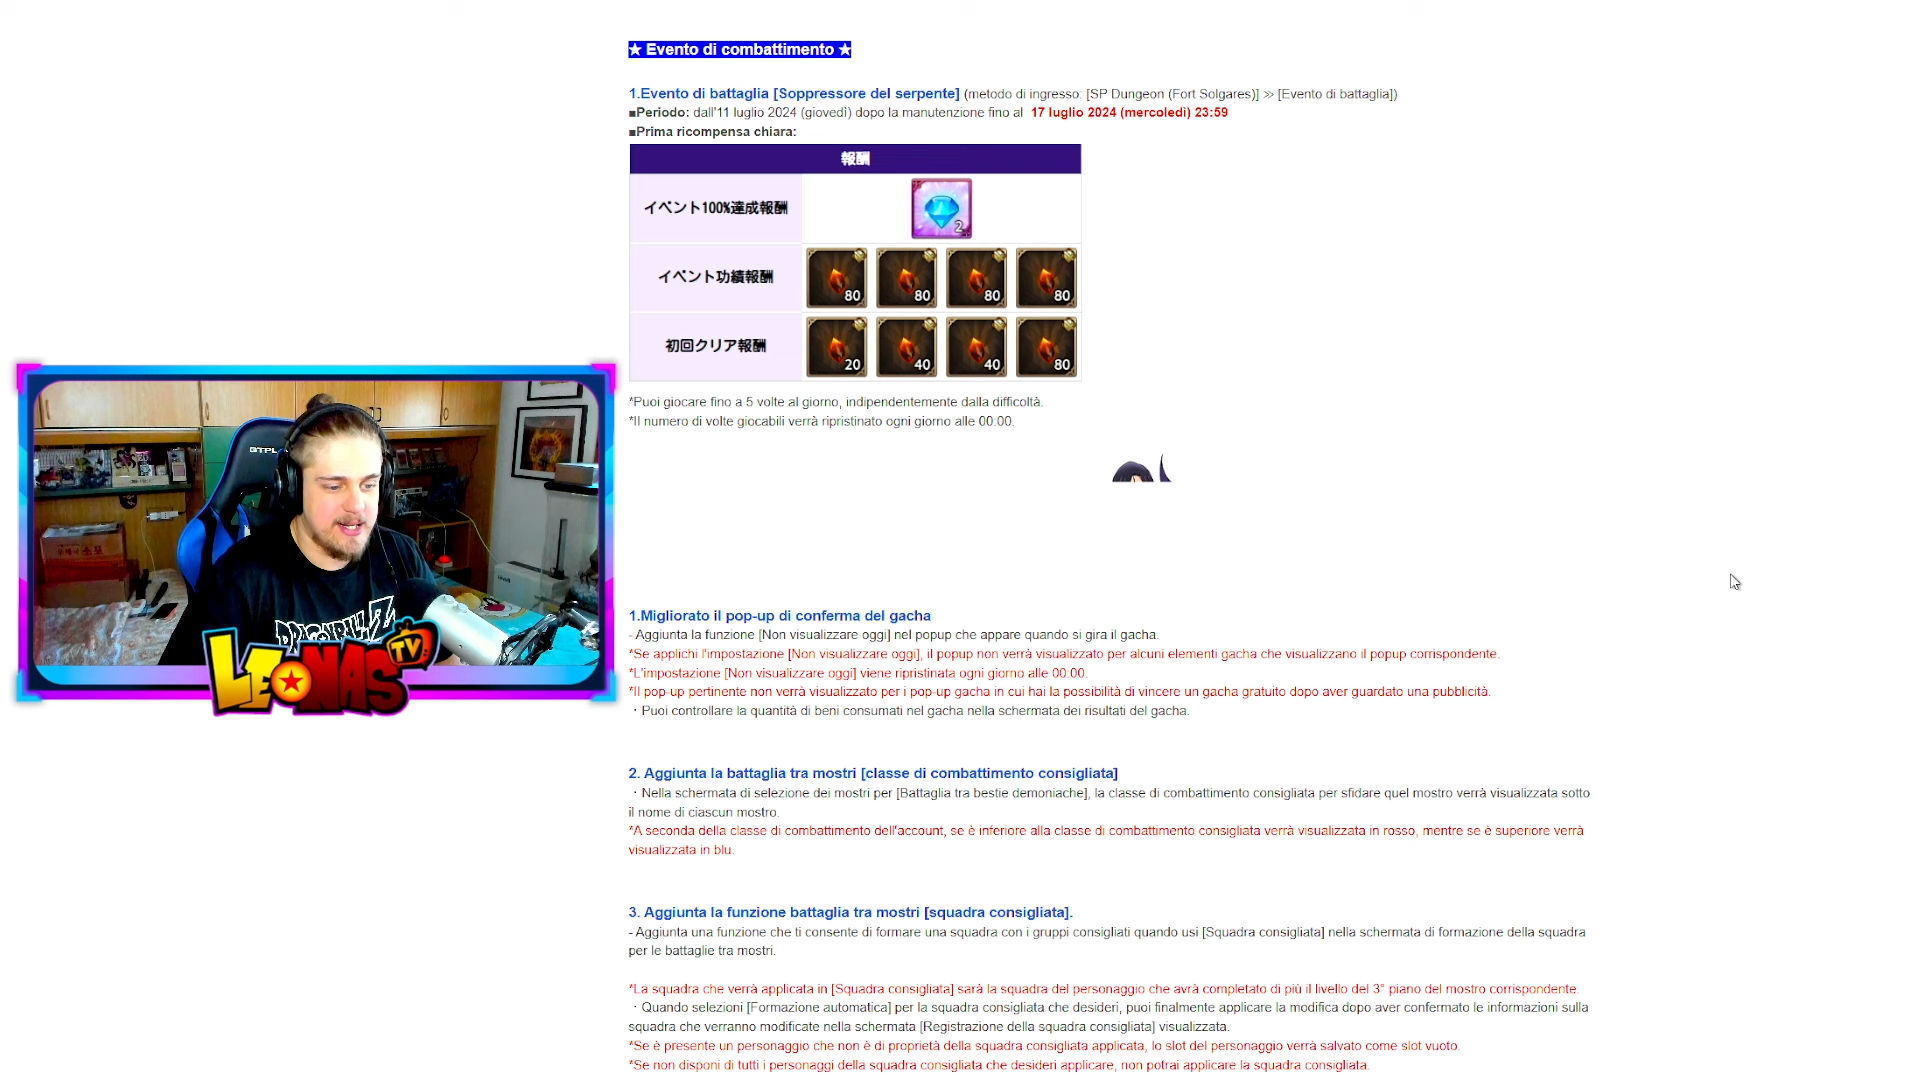 ★ Evento di combattimento ★
1.Evento di battaglia [Soppressore del serpente] (metodo di ingresso: [SP Dungeon (Fort Solgares)] >> [Evento di battaglia])
■Periodo: dall'11 luglio 2024 (giovedì) dopo la manutenzione fino al 17 luglio 2024 (mercoledì) 23:59
■Prima ricompensa chiara:
報酬
イベント100%達成報酬
2
イベント功績報酬
80 80 80 80
初回クリア報酬
20 40 40 80
*Puoi giocare fino a 5 volte al giorno, indipendentemente dalla difficoltà.
*Il numero di volte giocabili verrà ripristinato ogni giorno alle 00:00.
GTPL
DRAGONBALL Z
LEONAS TV
1.Migliorato il pop-up di conferma del gacha
- Aggiunta la funzione [Non visualizzare oggi] nel popup che appare quando si gira il gacha.
*Se applichi l'impostazione [Non visualizzare oggi], il popup non verrà visualizzato per alcuni elementi gacha che visualizzano il popup corrispondente.
*L'impostazione [Non visualizzare oggi] viene ripristinata ogni giorno alle 00:00.
*Il pop-up pertinente non verrà visualizzato per i pop-up gacha in cui hai la possibilità di vincere un gacha gratuito dopo aver guardato una pubblicità.
・Puoi controllare la quantità di beni consumati nel gacha nella schermata dei risultati del gacha.
2. Aggiunta la battaglia tra mostri [classe di combattimento consigliata]
・Nella schermata di selezione dei mostri per [Battaglia tra bestie demoniache], la classe di combattimento consigliata per sfidare quel mostro verrà visualizzata sotto
il nome di ciascun mostro.
*A seconda della classe di combattimento dell'account, se è inferiore alla classe di combattimento consigliata verrà visualizzata in rosso, mentre se è superiore verrà
visualizzata in blu.
3. Aggiunta la funzione battaglia tra mostri [squadra consigliata].
- Aggiunta una funzione che ti consente di formare una squadra con i gruppi consigliati quando usi [Squadra consigliata] nella schermata di formazione della squadra
per le battaglie tra mostri.
*La squadra che verrà applicata in [Squadra consigliata] sarà la squadra del personaggio che avrà completato di più il livello del 3° piano del mostro corrispondente.
・Quando selezioni [Formazione automatica] per la squadra consigliata che desideri, puoi finalmente applicare la modifica dopo aver confermato le informazioni sulla
squadra che verranno modificate nella schermata [Registrazione della squadra consigliata] visualizzata.
*Se è presente un personaggio che non è di proprietà della squadra consigliata applicata, lo slot del personaggio verrà salvato come slot vuoto.
*Se non disponi di tutti i personaggi della squadra consigliata che desideri applicare, non potrai applicare la squadra consigliata.